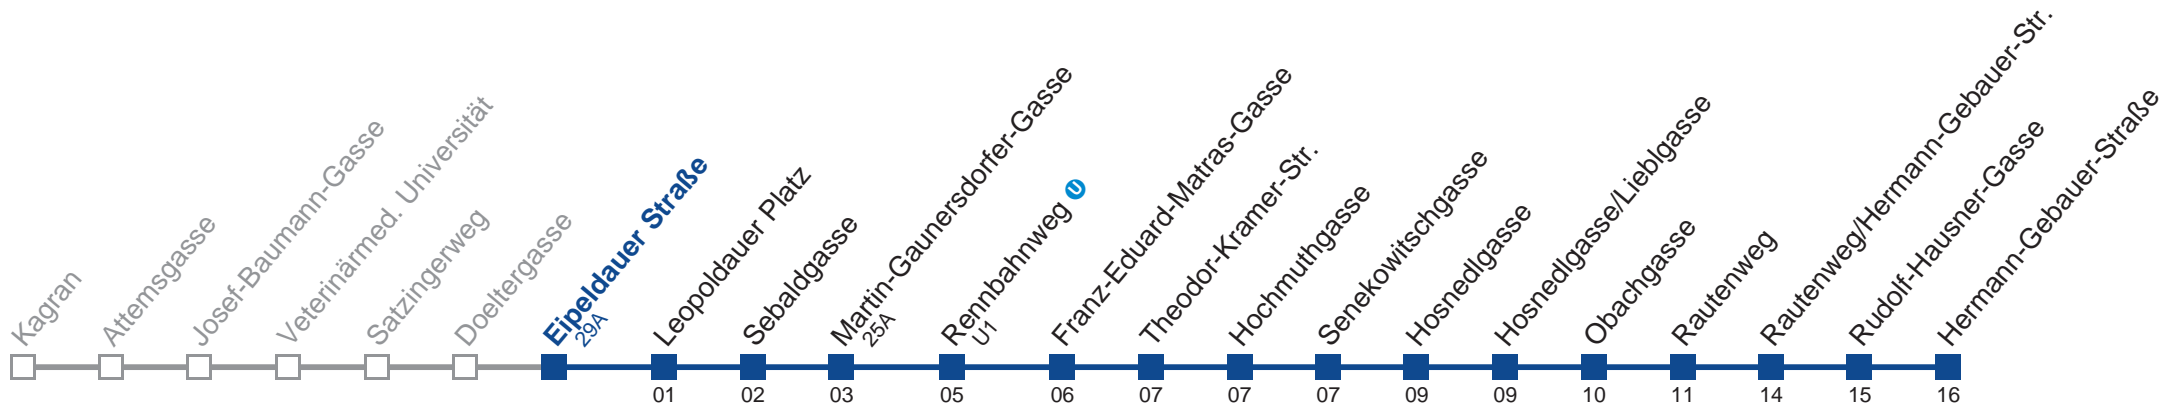 Kagran
Attemsgasse
Josef-Baumann-Gasse
Veterinärmed. Universität
Satzingerweg
Doeltergasse
Eipeldauer Straße
29A
Leopoldauer Platz
Sebaldgasse
Martin-Gaunersdorfer-Gasse
25A
Rennbahnweg U
U1
Franz-Eduard-Matras-Gasse
Theodor-Kramer-Str.
Hochmuthgasse
Senekowitschgasse
Hosnedlgasse
Hosnedlgasse/Lieblgasse
Obachgasse
Rautenweg
Rautenweg/Hermann-Gebauer-Str.
Rudolf-Hausner-Gasse
Hermann-Gebauer-Straße
01 02 03 05 06 07 07 07 09 09 10 11 14 15 16